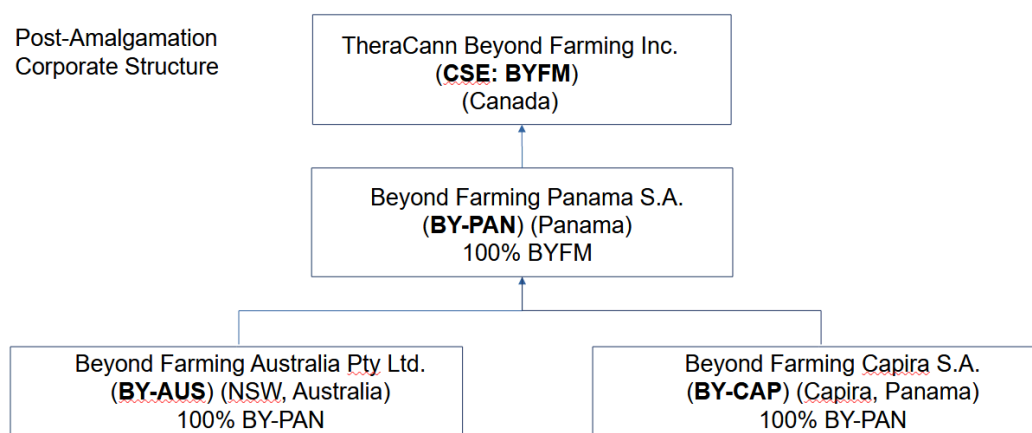 Post-Amalgamation
Corporate Structure
TheraCann Beyond Farming Inc.
(CSE: BYFM)
(Canada)
Beyond Farming Panama S.A.
(BY-PAN) (Panama)
100% BYFM
Beyond Farming Australia Pty Ltd.
(BY-AUS) (NSW, Australia)
100% BY-PAN
Beyond Farming Capira S.A.
(BY-CAP) (Capira, Panama)
100% BY-PAN